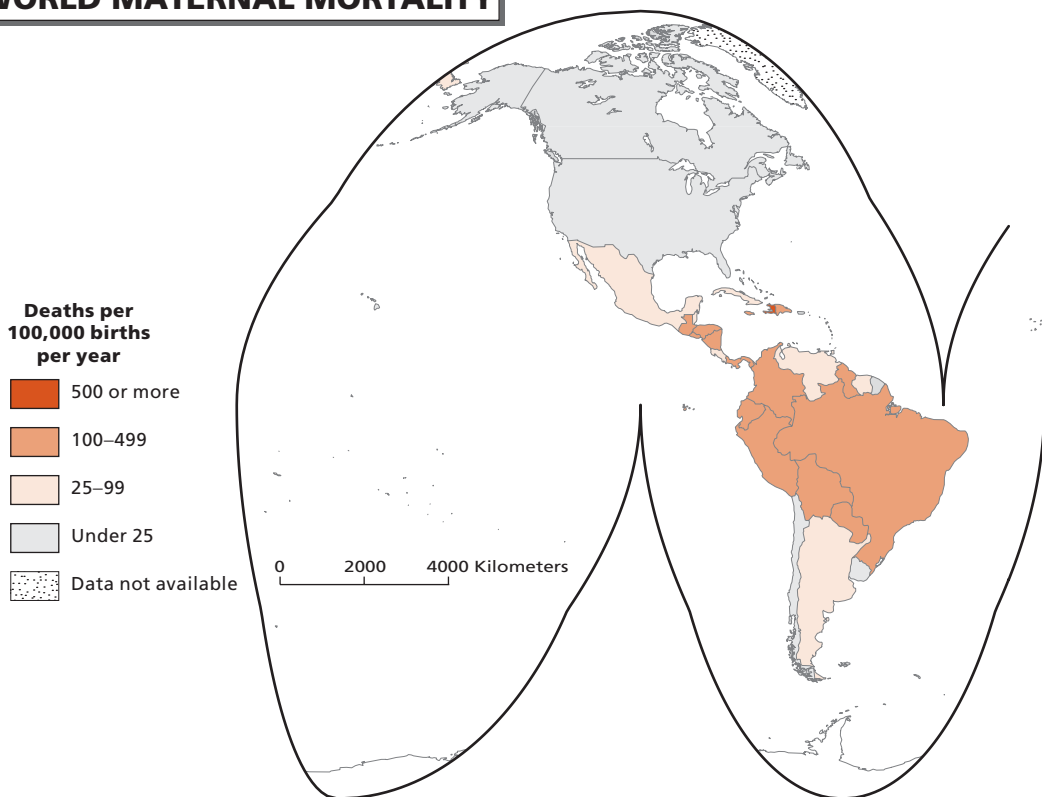 WORLD MATERNAL MORTALITY
Deaths per
100,000 births
per year
500 or more
100–499
25–99
Under 25
Data not available
0 2000 4000 Kilometers